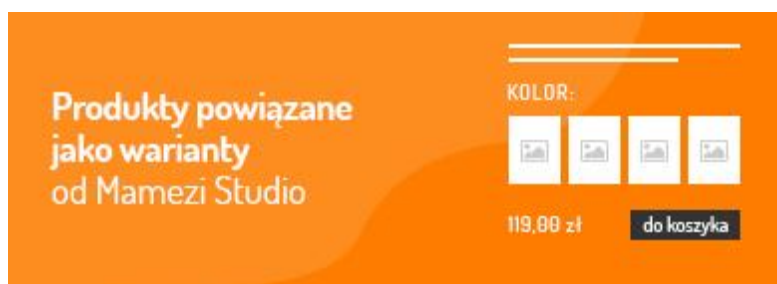 Produkty powiązane
jako warianty
od Mamezi Studio
KOLOR:
119,00 zł
do koszyka